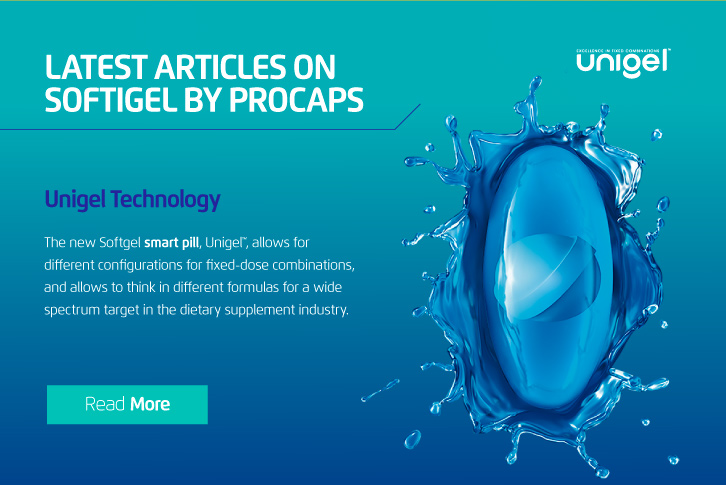 LATEST ARTICLES ON
SOFTIGEL BY PROCAPS
EXCELLENCE IN FIXED COMBINATIONS
unigel™
Unigel Technology
The new Softgel smart pill, Unigel™, allows for
different configurations for fixed-dose combinations,
and allows to think in different formulas for a wide
spectrum target in the dietary supplement industry.
Read More